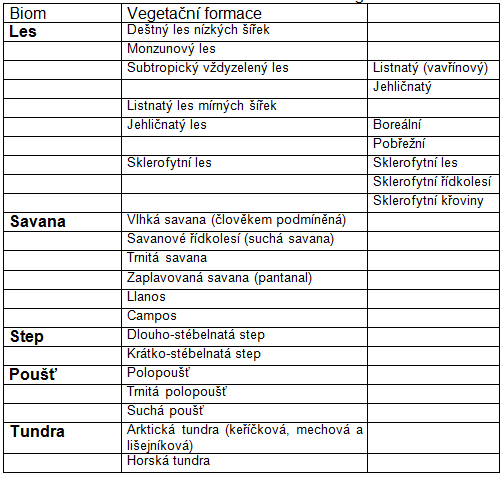 Biom Vegetační formace
Les Deštný les nízkých šířek
Monzunový les
Subtropický vždyzelený les Listnatý (vavřínový)
Jehličnatý
Listnatý les mírných šířek
Jehličnatý les Boreální
Pobřežní
Sklerofytní les Sklerofytní les
Sklerofytní řídkolesí
Sklerofytní křoviny
Savana Vlhká savana (člověkem podmíněná)
Savanové řídkolesí (suchá savana)
Trnitá savana
Zaplavovaná savana (pantanal)
Llanos
Campos
Step Dlouho-stébelnatá step
Krátko-stébelnatá step
Poušť Polopoušť
Trnitá polopoušť
Suchá poušť
Tundra Arktická tundra (keříčková, mechová a
lišejníková)
Horská tundra